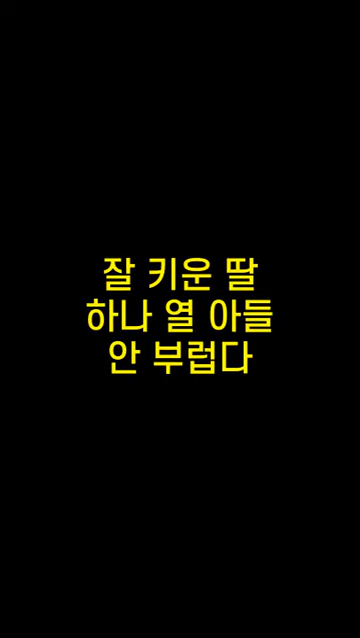 잘 키운 딸
하나 열 아들
안 부럽다